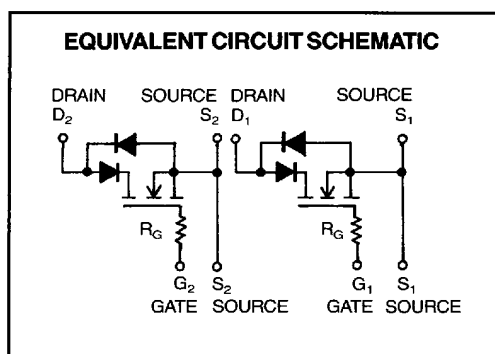 EQUIVALENT CIRCUIT SCHEMATIC
DRAIN SOURCE DRAIN SOURCE
D2 S2 D1 S1
RG RG
G2 S2 G1 S1
GATE SOURCE GATE SOURCE